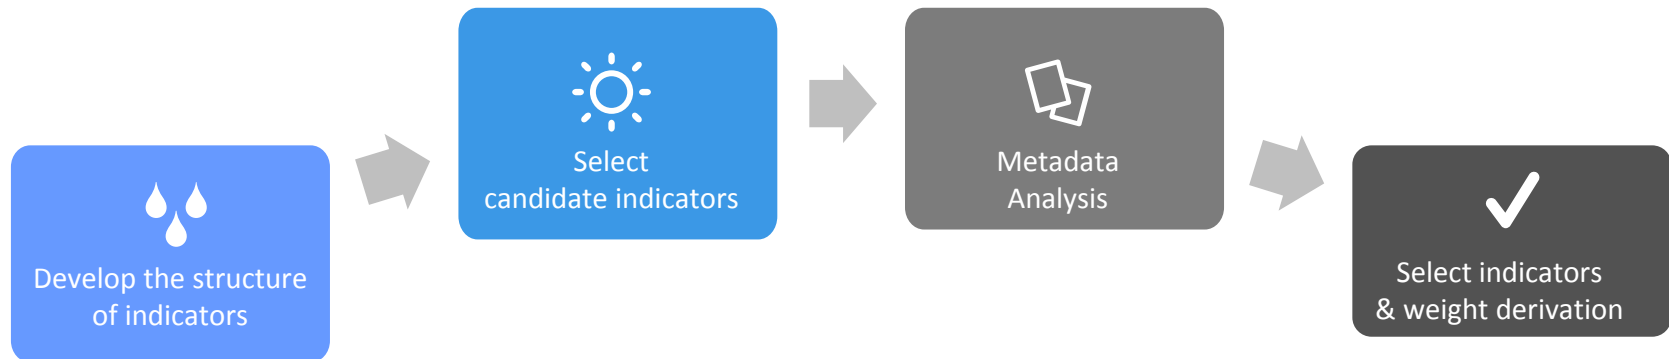 Develop the structure
of indicators
Select
candidate indicators
Metadata
Analysis
Select indicators
& weight derivation